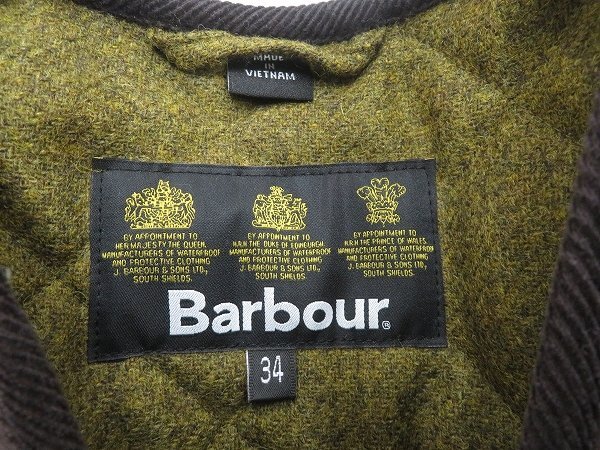 MADE
IN
VIETNAM
BY APPOINTMENT TO
HER MAJESTY THE QUEEN.
MANUFACTURERS OF WATERPROOF
AND PROTECTIVE CLOTHING
J. BARBOUR & SONS LTD.,
SOUTH SHIELDS.
BY APPOINTMENT TO
H.R.H. THE DUKE OF EDINBURGH.
MANUFACTURERS OF WATERPROOF
AND PROTECTIVE CLOTHING
J. BARBOUR & SONS LTD.,
SOUTH SHIELDS.
BY APPOINTMENT TO
H.R.H. THE PRINCE OF WALES.
MANUFACTURERS OF WATERPROOF
AND PROTECTIVE CLOTHING
J. BARBOUR & SONS LTD.,
SOUTH SHIELDS.
Barbour®
34